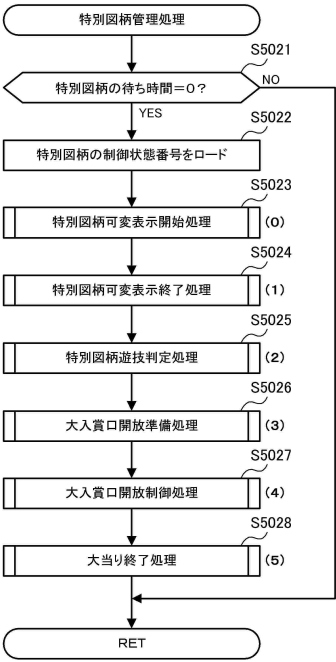 特別図柄管理処理
S5021
特別図柄の待ち時間＝０？
NO
YES
S5022
特別図柄の制御状態番号をロード
S5023
特別図柄可変表示開始処理
(0)
S5024
特別図柄可変表示終了処理
(1)
S5025
特別図柄遊技判定処理
(2)
S5026
大入賞口開放準備処理
(3)
S5027
大入賞口開放制御処理
(4)
S5028
大当り終了処理
(5)
RET